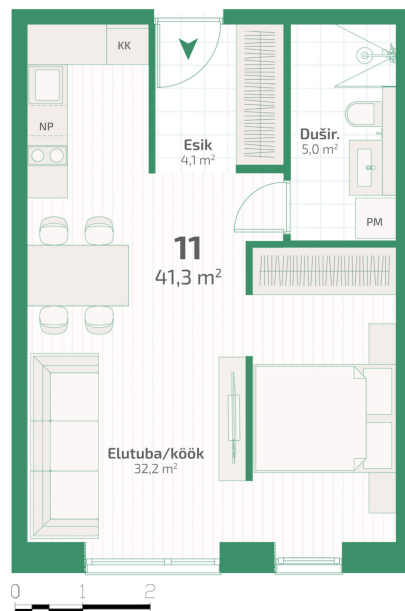 KK
NP
Esik
4,1 m²
Dušir.
5,0 m²
PM
11
41,3 m²
Elutuba/köök
32,2 m²
0 1 2